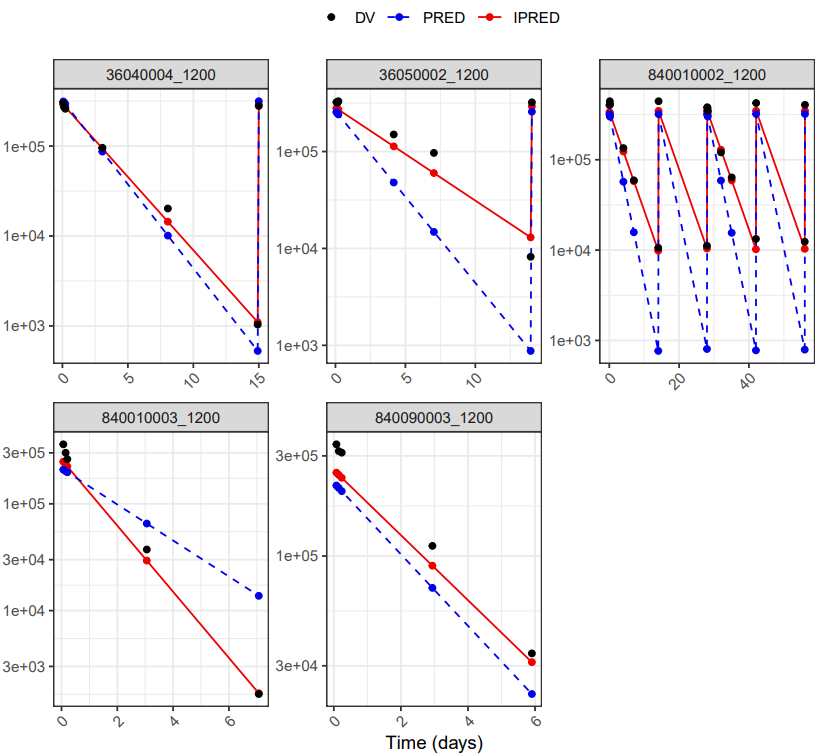 DV PRED IPRED
36040004_1200 36050002_1200 840010002_1200
1e+05 1e+05 1e+05
1e+04 1e+04 1e+04
1e+03 1e+03 1e+03
0 5 10 15 0 5 10 0 20 40
840010003_1200 840090003_1200
3e+05 3e+05
1e+05 1e+05
3e+04 3e+04
1e+04
3e+03
0 2 4 6 0 2 4 6
Time (days)